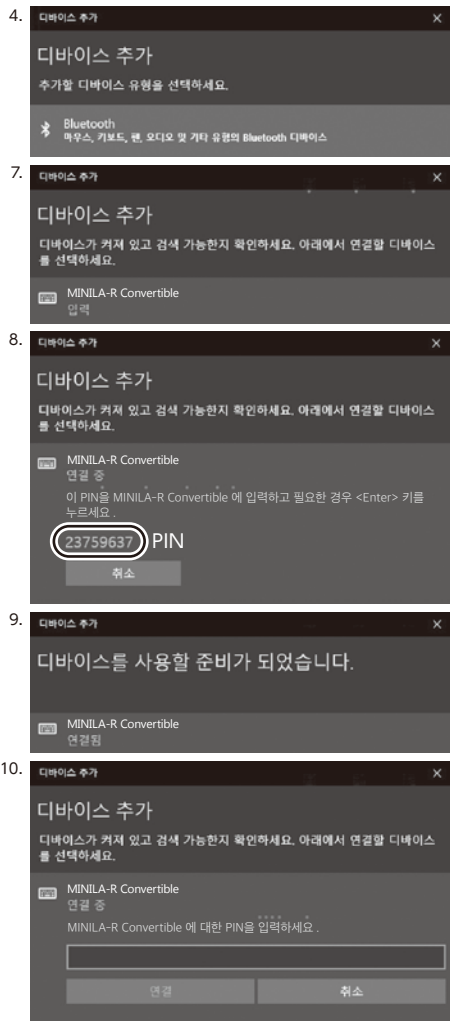 4.
디바이스 추가
디바이스 추가
추가할 디바이스 유형을 선택하세요.
Bluetooth
마우스, 키보드, 펜, 오디오 및 기타 유형의 Bluetooth 디바이스
7.
디바이스 추가
디바이스 추가
디바이스가 켜져 있고 검색 가능한지 확인하세요. 아래에서 연결할 디바이스
를 선택하세요.
MINILA-R Convertible
입력
8.
디바이스 추가
디바이스 추가
디바이스가 켜져 있고 검색 가능한지 확인하세요. 아래에서 연결할 디바이스
를 선택하세요.
MINILA-R Convertible
연결 중
이 PIN을 MINILA-R Convertible 에 입력하고 필요한 경우 <Enter> 키를
누르세요 .
23759637 PIN
취소
9.
디바이스 추가
디바이스를 사용할 준비가 되었습니다.
MINILA-R Convertible
연결됨
10.
디바이스 추가
디바이스 추가
디바이스가 켜져 있고 검색 가능한지 확인하세요. 아래에서 연결할 디바이스
를 선택하세요.
MINILA-R Convertible
연결 중
MINILA-R Convertible 에 대한 PIN을 입력하세요 .
연결 취소